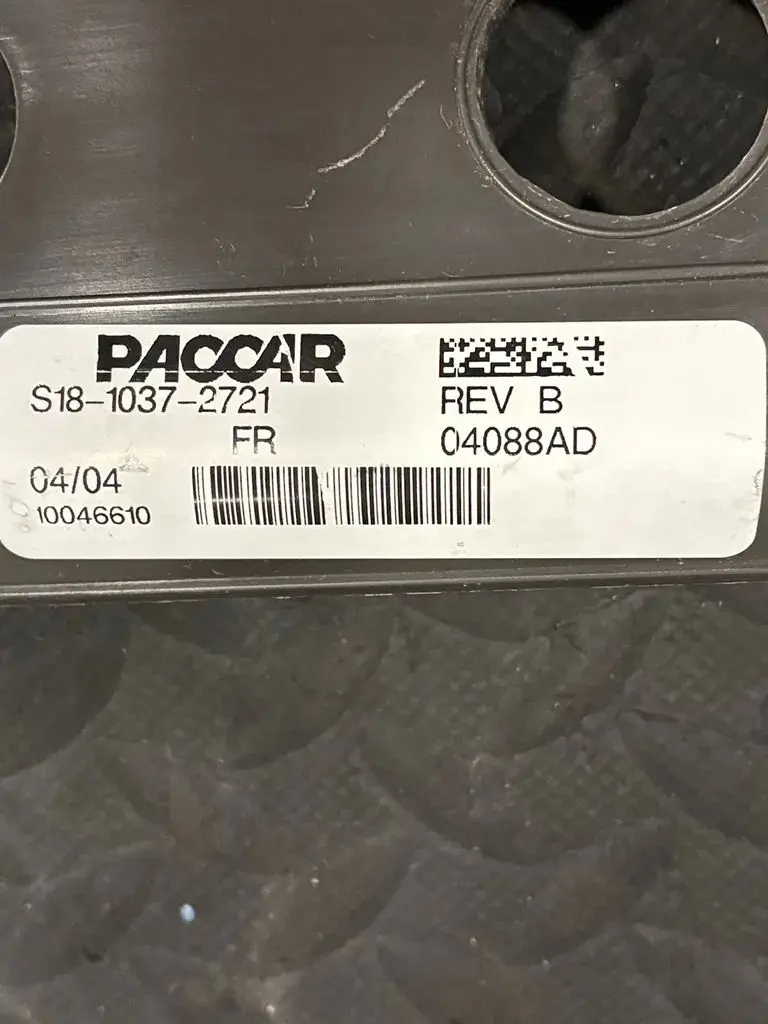 PACCAR
S18-1037-2721 REV B
FR 04088AD
04/04
10046610